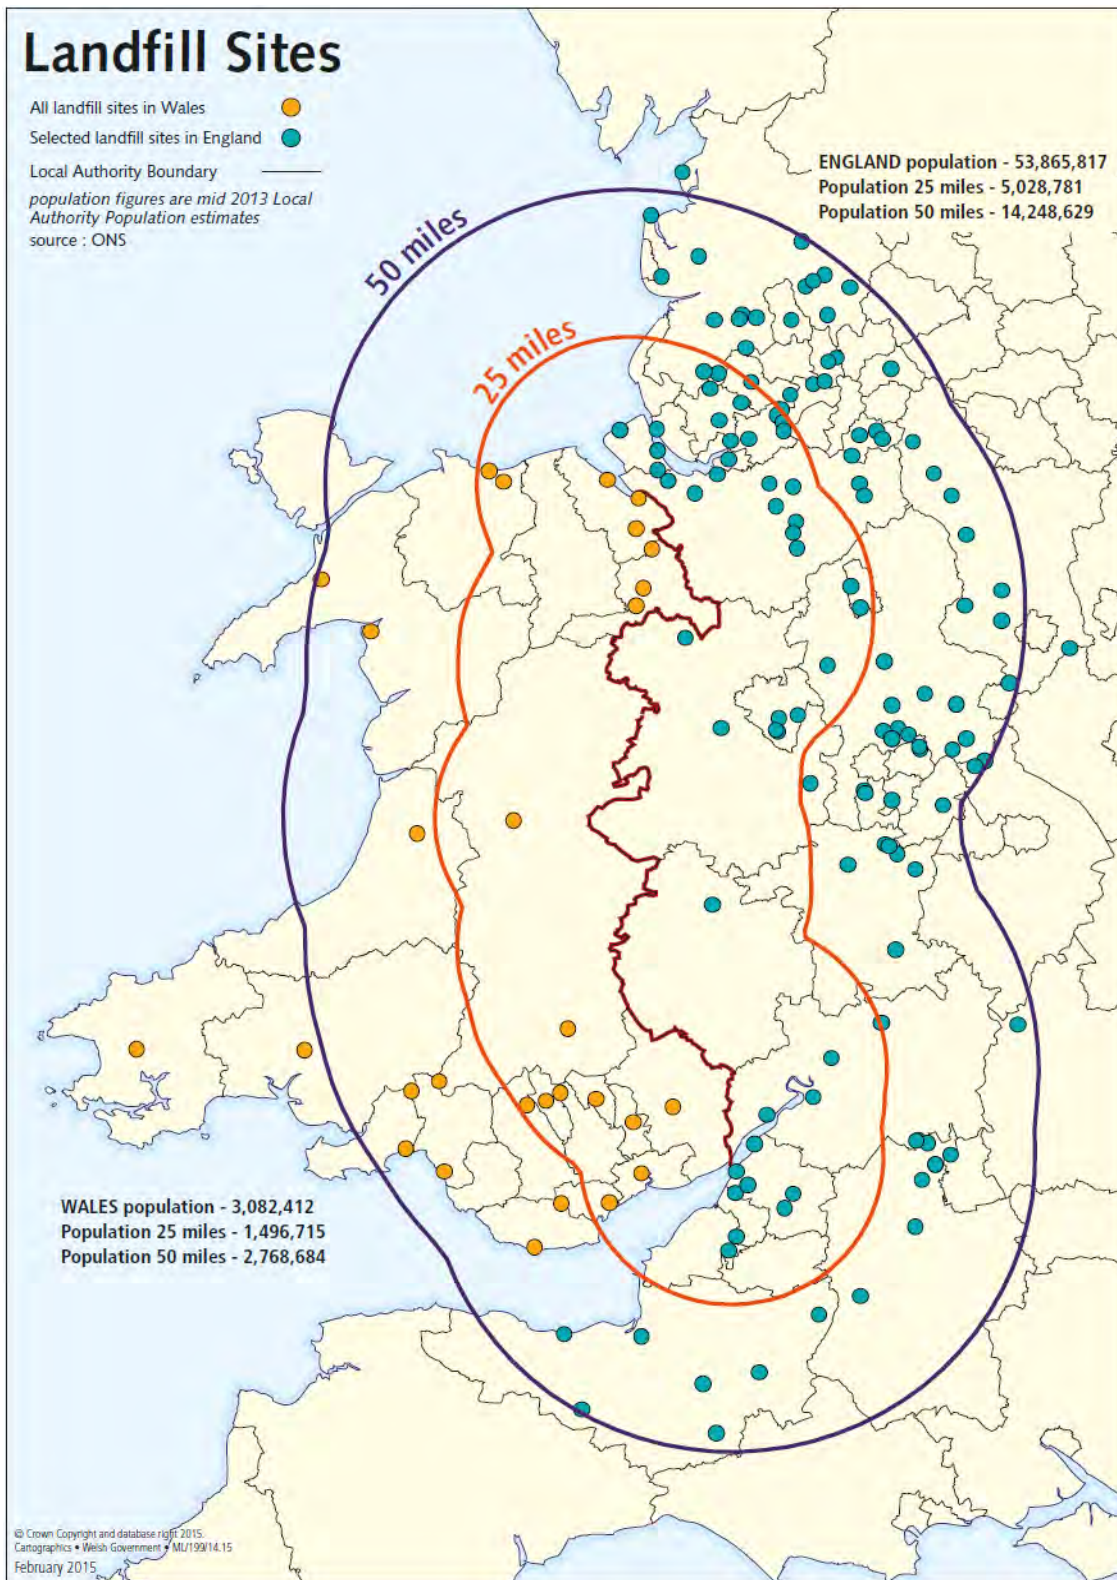 Landfill Sites
All landfill sites in Wales
Selected landfill sites in England
Local Authority Boundary
population figures are mid 2013 Local
Authority Population estimates
source : ONS
ENGLAND population - 53,865,817
Population 25 miles - 5,028,781
Population 50 miles - 14,248,629
50 miles
25 miles
WALES population - 3,082,412
Population 25 miles - 1,496,715
Population 50 miles - 2,768,684
© Crown Copyright and database right 2015.
Cartographics • Welsh Government • ML/199/14.15
February 2015